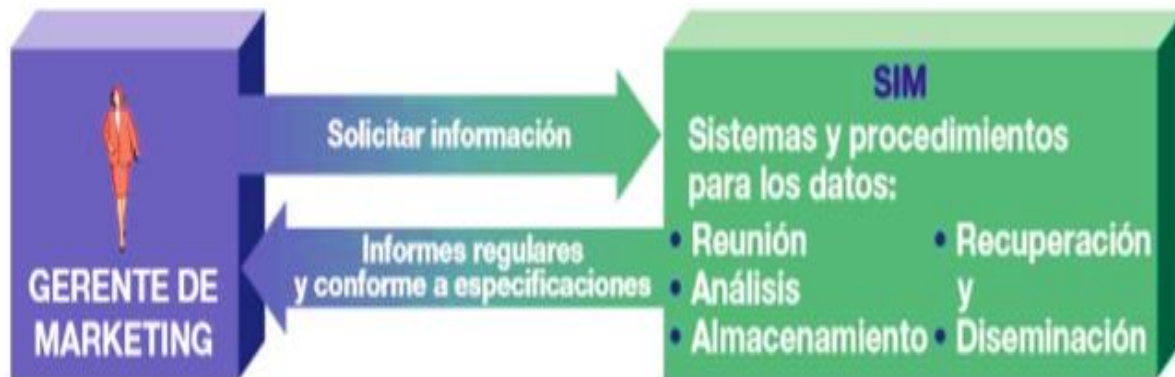 GERENTE DE
MARKETING
Solicitar información
Informes regulares
y conforme a especificaciones
SIM
Sistemas y procedimientos
para los datos:
• Reunión
• Análisis
• Almacenamiento
• Recuperación
y
• Diseminación